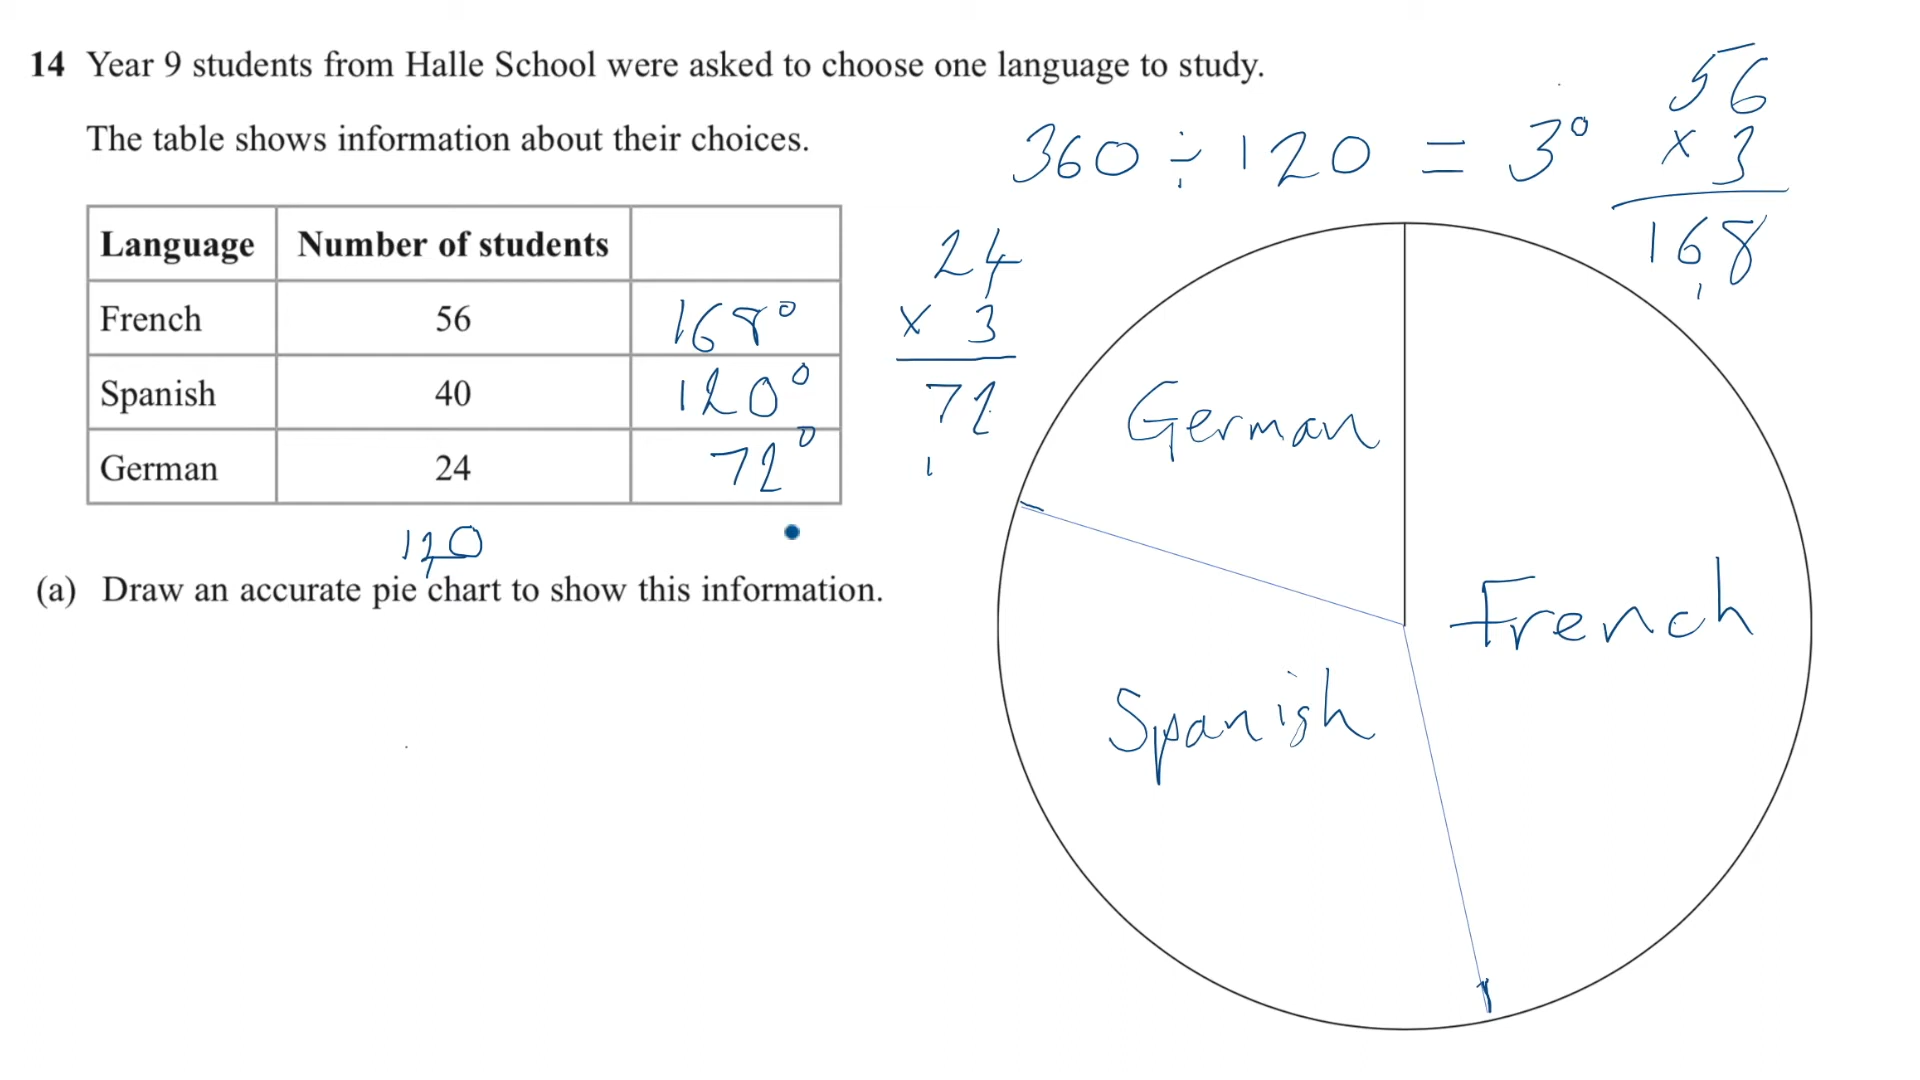 14 Year 9 students from Halle School were asked to choose one language to study.
The table shows information about their choices.
360 ÷ 120 = 3°
56
× 3
168
1
Language Number of students
French 56 168°
Spanish 40 120°
German 24 72°
120
24
× 3
72
1
(a) Draw an accurate pie chart to show this information.
German
French
Spanish